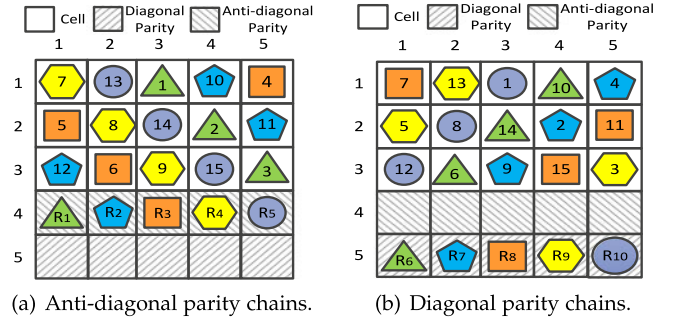 Cell Diagonal Parity Anti-diagonal Parity
1 2 3 4 5
1 7 13 1 10 4
2 5 8 14 2 11
3 12 6 9 15 3
4 R1 R2 R3 R4 R5
5
(a) Anti-diagonal parity chains.
Cell Diagonal Parity Anti-diagonal Parity
1 2 3 4 5
1 7 13 1 10 4
2 5 8 14 2 11
3 12 6 9 15 3
4
5 R6 R7 R8 R9 R10
(b) Diagonal parity chains.